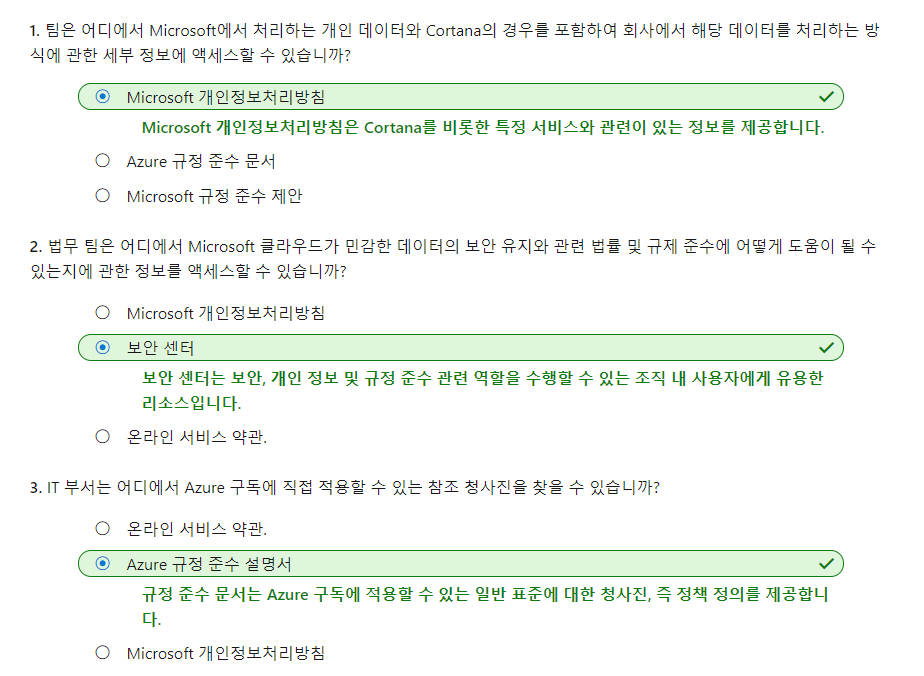 1. 팀은 어디에서 Microsoft에서 처리하는 개인 데이터와 Cortana의 경우를 포함하여 회사에서 해당 데이터를 처리하는 방
식에 관한 세부 정보에 액세스할 수 있습니까?
Microsoft 개인정보처리방침
Microsoft 개인정보처리방침은 Cortana를 비롯한 특정 서비스와 관련이 있는 정보를 제공합니다.
Azure 규정 준수 문서
Microsoft 규정 준수 제안
2. 법무 팀은 어디에서 Microsoft 클라우드가 민감한 데이터의 보안 유지와 관련 법률 및 규제 준수에 어떻게 도움이 될 수
있는지에 관한 정보를 액세스할 수 있습니까?
Microsoft 개인정보처리방침
보안 센터
보안 센터는 보안, 개인 정보 및 규정 준수 관련 역할을 수행할 수 있는 조직 내 사용자에게 유용한
리소스입니다.
온라인 서비스 약관.
3. IT 부서는 어디에서 Azure 구독에 직접 적용할 수 있는 참조 청사진을 찾을 수 있습니까?
온라인 서비스 약관.
Azure 규정 준수 설명서
규정 준수 문서는 Azure 구독에 적용할 수 있는 일반 표준에 대한 청사진, 즉 정책 정의를 제공합니
다.
Microsoft 개인정보처리방침